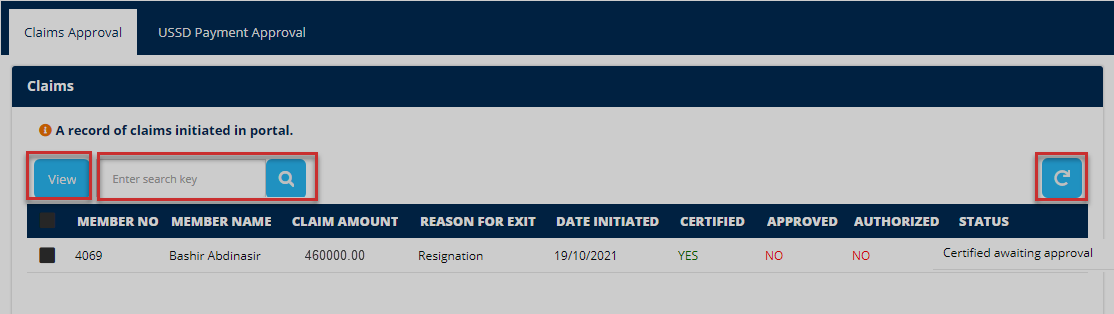 Claims Approval USSD Payment Approval
Claims
A record of claims initiated in portal.
View Enter search key
MEMBER NO MEMBER NAME CLAIM AMOUNT REASON FOR EXIT DATE INITIATED CERTIFIED APPROVED AUTHORIZED STATUS
4069 Bashir Abdinasir 460000.00 Resignation 19/10/2021 YES NO NO Certified awaiting approval